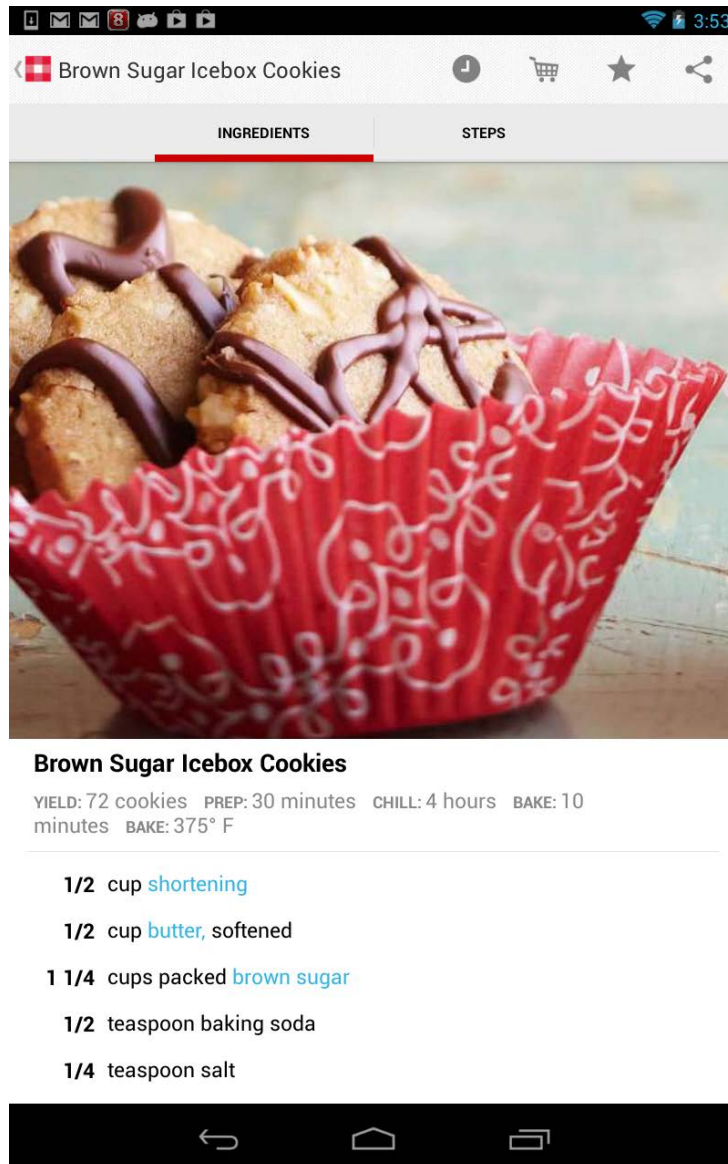 8 3:53
Brown Sugar Icebox Cookies
INGREDIENTS STEPS
Brown Sugar Icebox Cookies
YIELD: 72 cookies PREP: 30 minutes CHILL: 4 hours BAKE: 10
minutes BAKE: 375° F
1/2 cup shortening
1/2 cup butter, softened
1 1/4 cups packed brown sugar
1/2 teaspoon baking soda
1/4 teaspoon salt